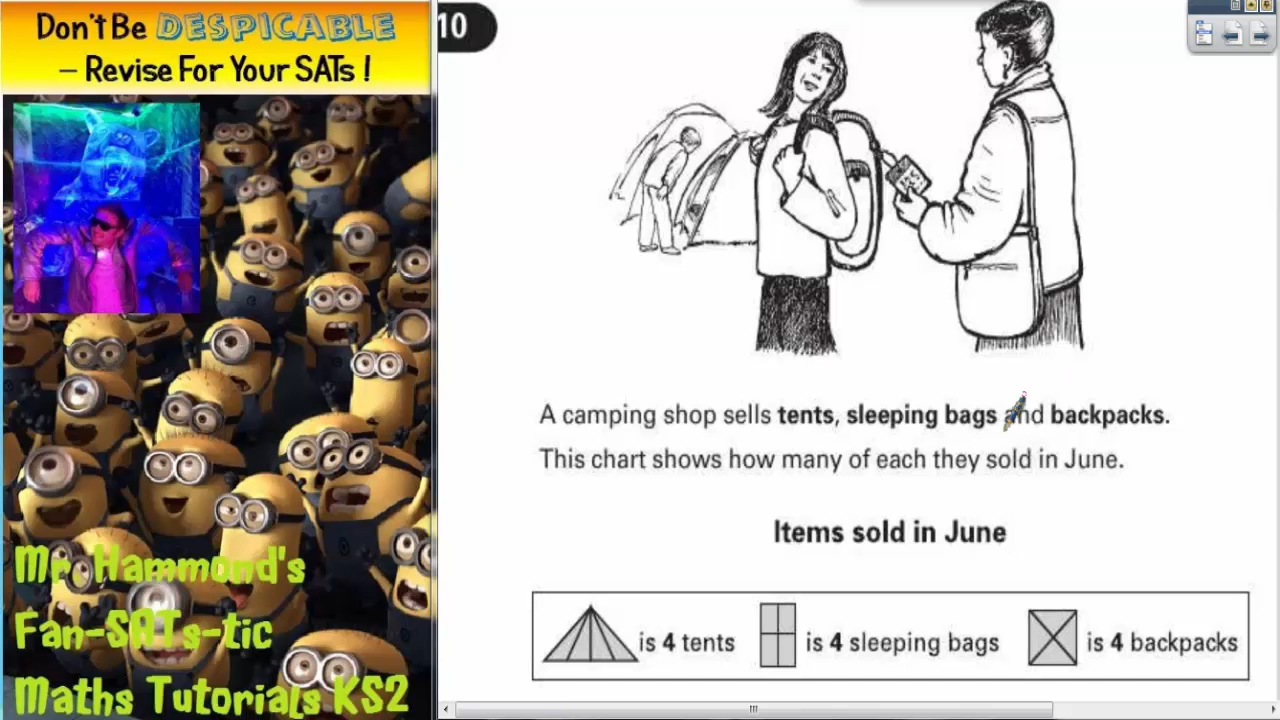 Don't Be DESPICABLE
– Revise For Your SATs !
Mr. Hammond's
Fan-SATs-tic
Maths Tutorials KS2
10
A camping shop sells tents, sleeping bags and backpacks.
This chart shows how many of each they sold in June.
Items sold in June
is 4 tents
is 4 sleeping bags
is 4 backpacks